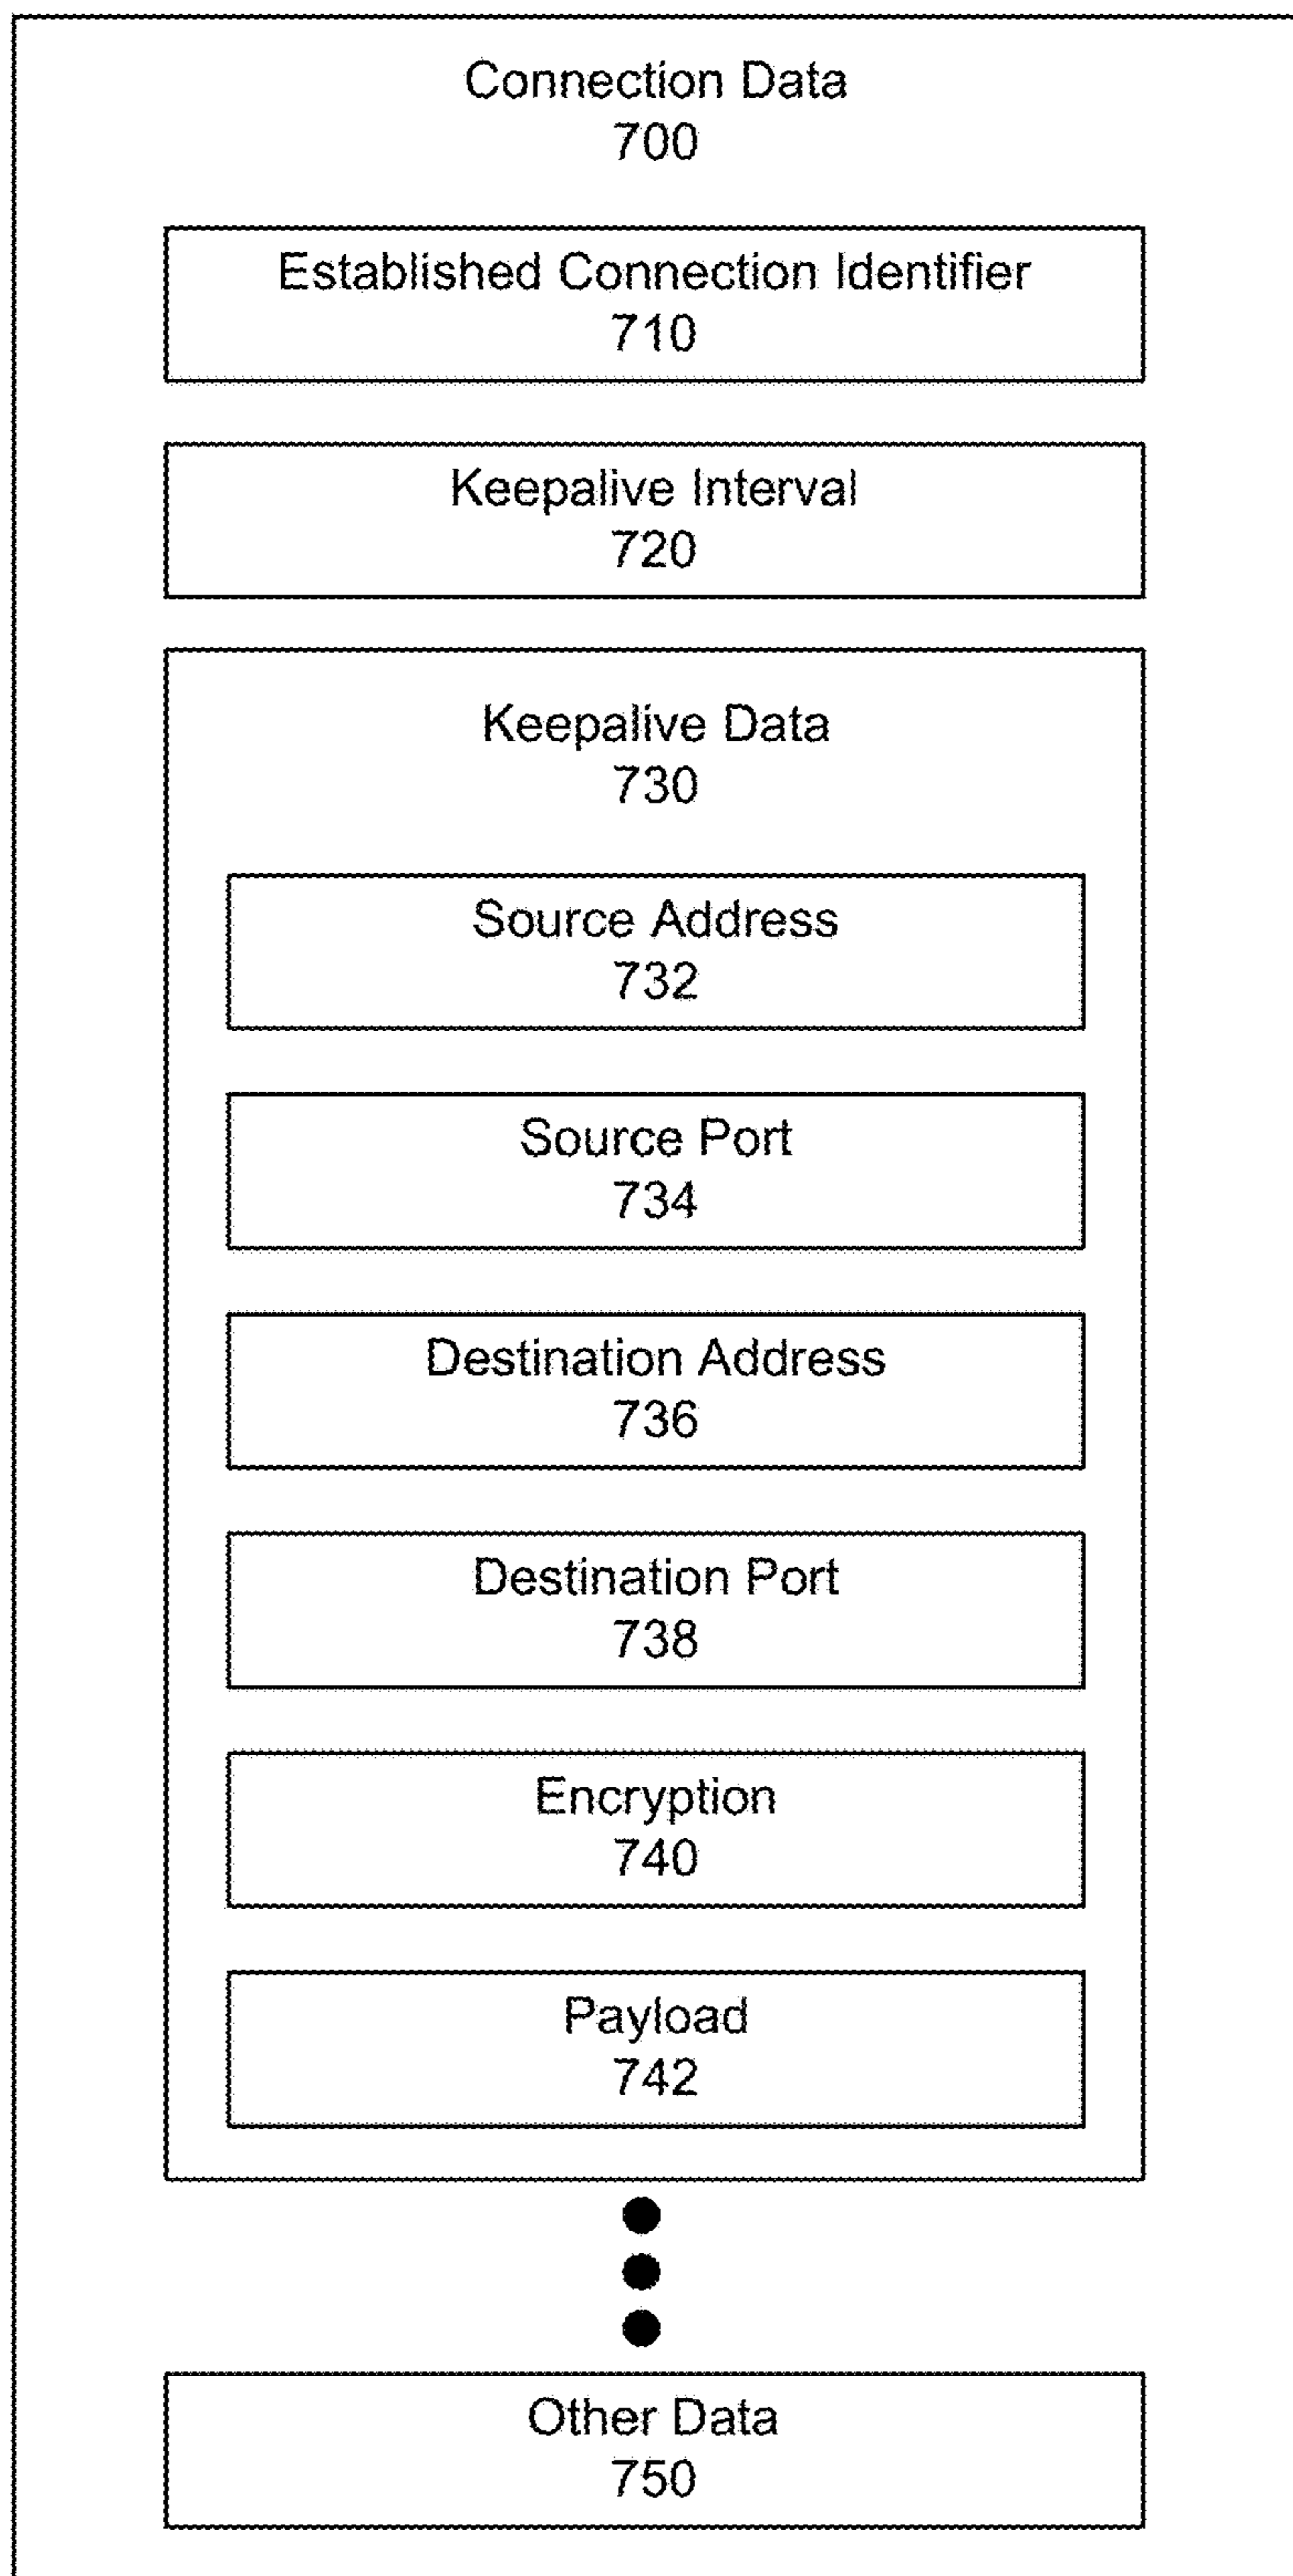 Connection Data
700
Established Connection Identifier
710
Keepalive Interval
720
Keepalive Data
730
Source Address
732
Source Port
734
Destination Address
736
Destination Port
738
Encryption
740
Payload
742
Other Data
750